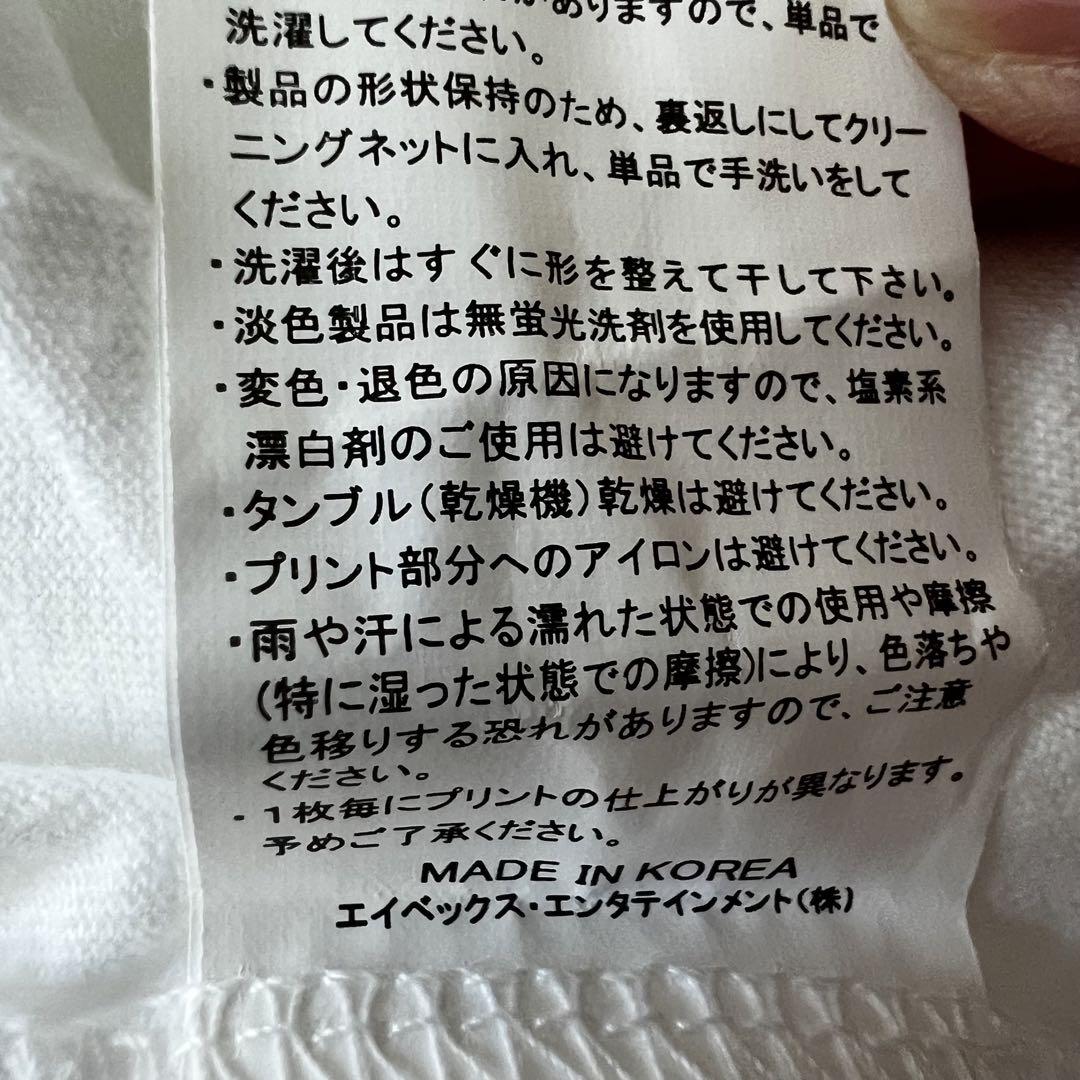 がありますので、単品で
洗濯してください。
・製品の形状保持のため、裏返しにしてクリー
ニングネットに入れ、単品で手洗いをして
ください。
・洗濯後はすぐに形を整えて干して下さい。
・淡色製品は無蛍光洗剤を使用してください。
・変色・退色の原因になりますので、塩素系
漂白剤のご使用は避けてください。
・タンブル(乾燥機)乾燥は避けてください。
・プリント部分へのアイロンは避けてください。
・雨や汗による濡れた状態での使用や摩擦
(特に湿った状態での摩擦)により、色落ちや
色移りする恐れがありますので、ご注意
ください。
・1枚毎にプリントの仕上がりが異なります。
予めご了承ください。
MADE IN KOREA
エイベックス・エンタテインメント(株)